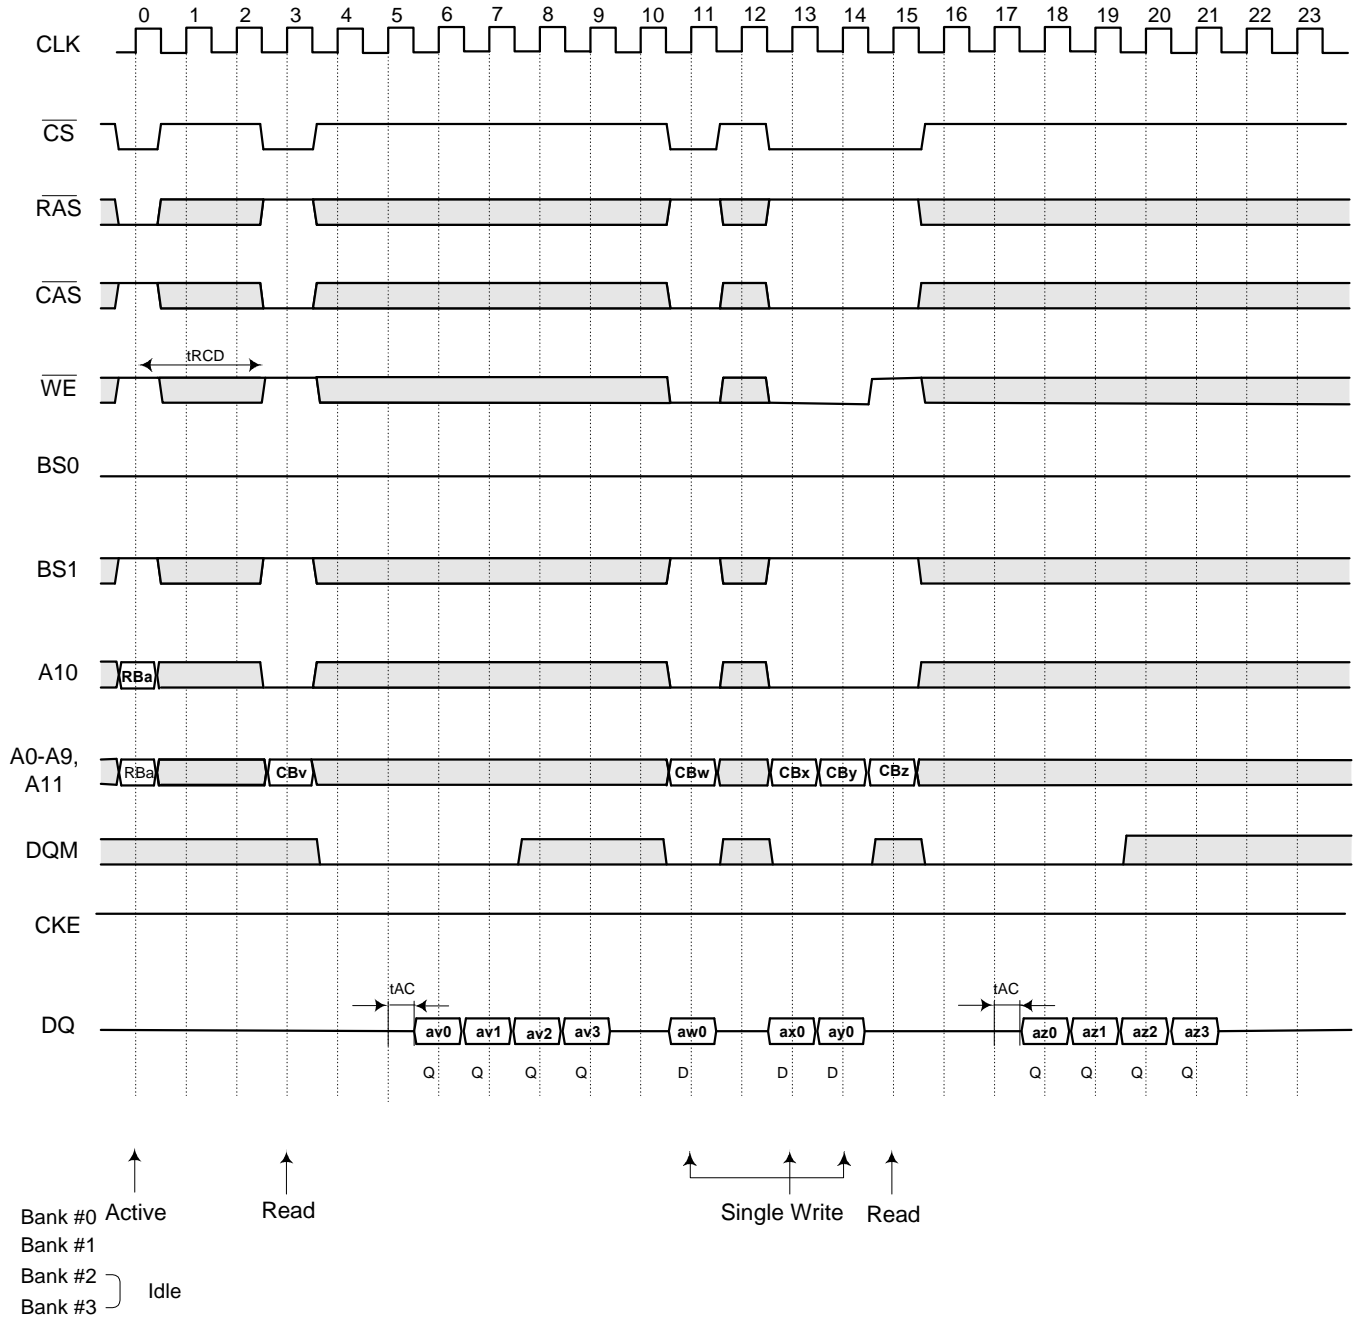 0 1 2 3 4 5 6 7 8 9 10 11 12 13 14 15 16 17 18 19 20 21 22 23
CLK
CS
RAS
CAS
tRCD
WE
BS0
BS1
A10
RBa
A0-A9,
A11
RBa CBv CBw CBx CBy CBz
DQM
CKE
tAC tAC
DQ
av0 av1 av2 av3 aw0 ax0 ay0 az0 az1 az2 az3
Q Q Q Q D D D Q Q Q Q
Bank #0 Active Read Single Write Read
Bank #1
Bank #2
Idle
Bank #3